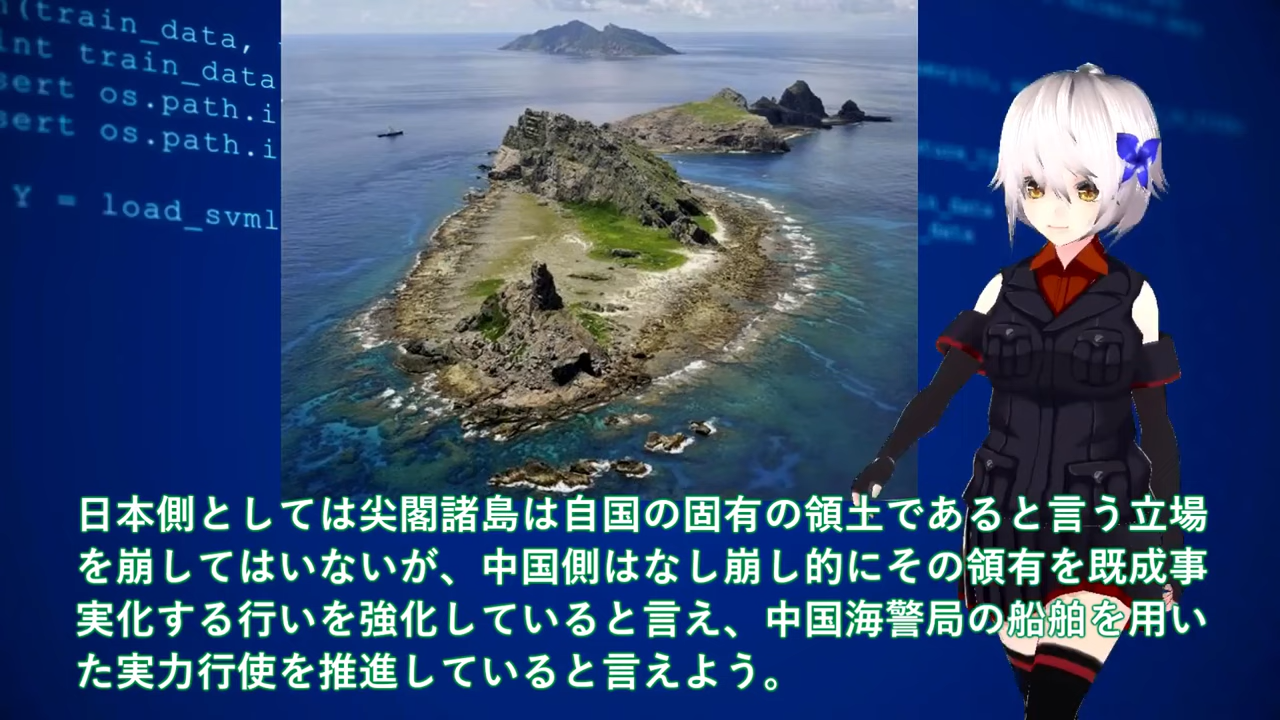 n(train_data,
int train_data
sert os.path.i
sert os.path.i
Y = load_svml
日本側としては尖閣諸島は自国の固有の領土であると言う立場
を崩してはいないが、中国側はなし崩し的にその領有を既成事
実化する行いを強化していると言え、中国海警局の船舶を用い
た実力行使を推進していると言えよう。